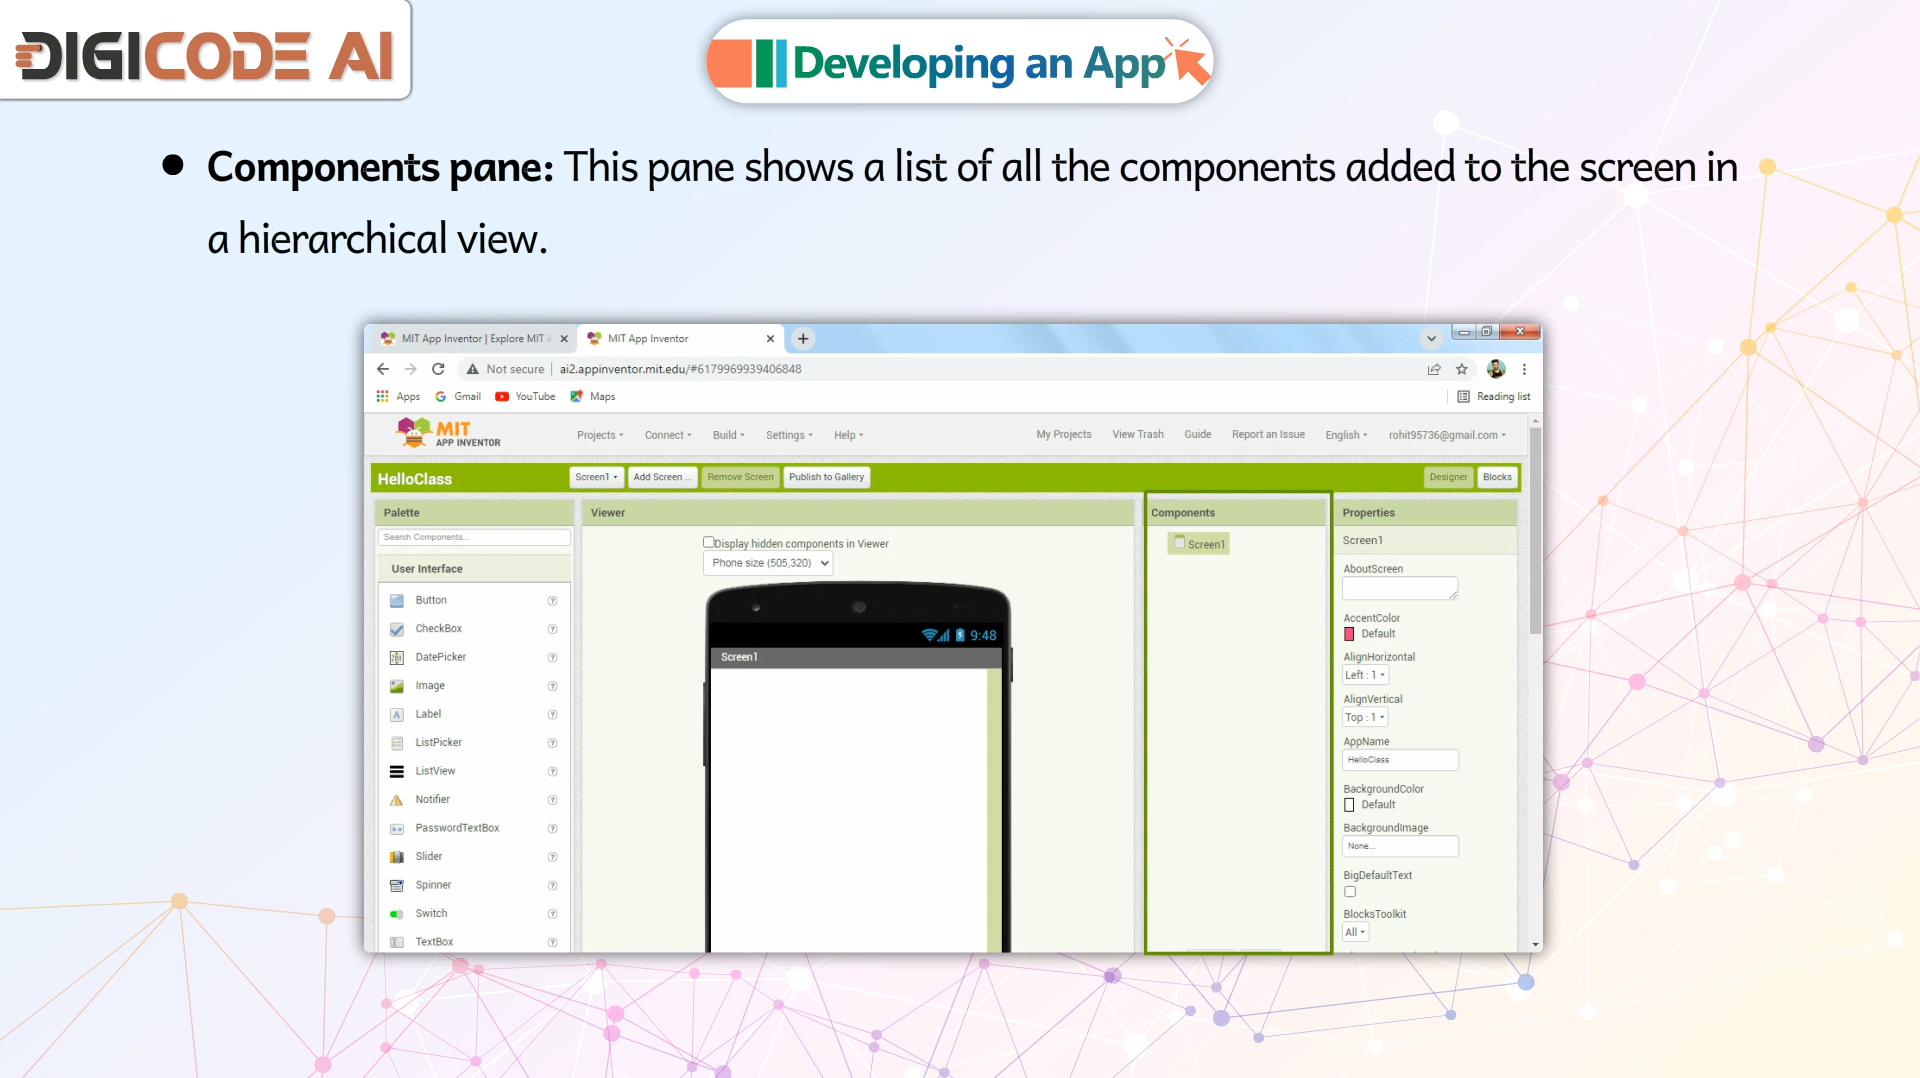 DIGICODE AI
Developing an App
Components pane: This pane shows a list of all the components added to the screen in
a hierarchical view.
MIT App Inventor | Explore MIT A
MIT App Inventor
Not secure
ai2.appinventor.mit.edu/#6179969939406848
Apps
Gmail
YouTube
Maps
Reading list
MIT
APP INVENTOR
Projects
Connect
Build
Settings
Help
My Projects
View Trash
Guide
Report an Issue
English
rohit95736@gmail.com
HelloClass
Screen1
Add Screen ...
Remove Screen
Publish to Gallery
Designer
Blocks
Palette
Search Components...
User Interface
Button
CheckBox
DatePicker
Image
Label
ListPicker
ListView
Notifier
PasswordTextBox
Slider
Spinner
Switch
TextBox
Viewer
Display hidden components in Viewer
Phone size (505,320)
9:48
Screen1
Components
Screen1
Properties
Screen1
AboutScreen
AccentColor
Default
AlignHorizontal
Left : 1
AlignVertical
Top : 1
AppName
HelloClass
BackgroundColor
Default
BackgroundImage
None...
BigDefaultText
BlocksToolkit
All